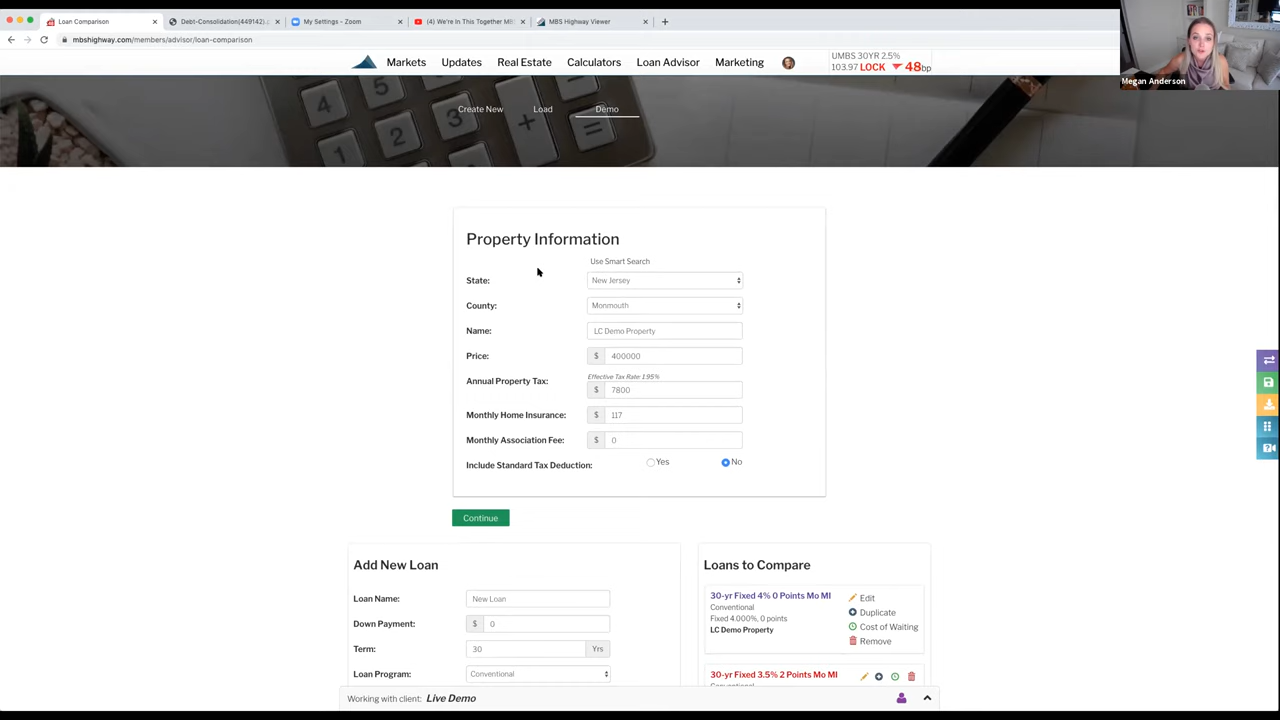 Loan Comparison
Debt-Consolidation(449142).p
My Settings - Zoom
(4) We're In This Together MBS
MBS Highway Viewer
mbshighway.com/members/advisor/loan-comparison
Markets
Updates
Real Estate
Calculators
Loan Advisor
Marketing
UMBS 30YR 2.5%
103.97 LOCK 48bp
Megan Anderson
Create New
Load
Demo
Property Information
Use Smart Search
State:
New Jersey
County:
Monmouth
Name:
LC Demo Property
Price:
$ 400000
Effective Tax Rate: 1.95%
Annual Property Tax:
$ 7800
Monthly Home Insurance:
$ 117
Monthly Association Fee:
$ 0
Include Standard Tax Deduction:
Yes
No
Continue
Add New Loan
Loan Name:
New Loan
Down Payment:
$ 0
Term:
30 Yrs
Loan Program:
Conventional
Loans to Compare
30-yr Fixed 4% 0 Points Mo MI
Conventional
Fixed 4.000%, 0 points
LC Demo Property
Edit
Duplicate
Cost of Waiting
Remove
30-yr Fixed 3.5% 2 Points Mo MI
Working with client: Live Demo